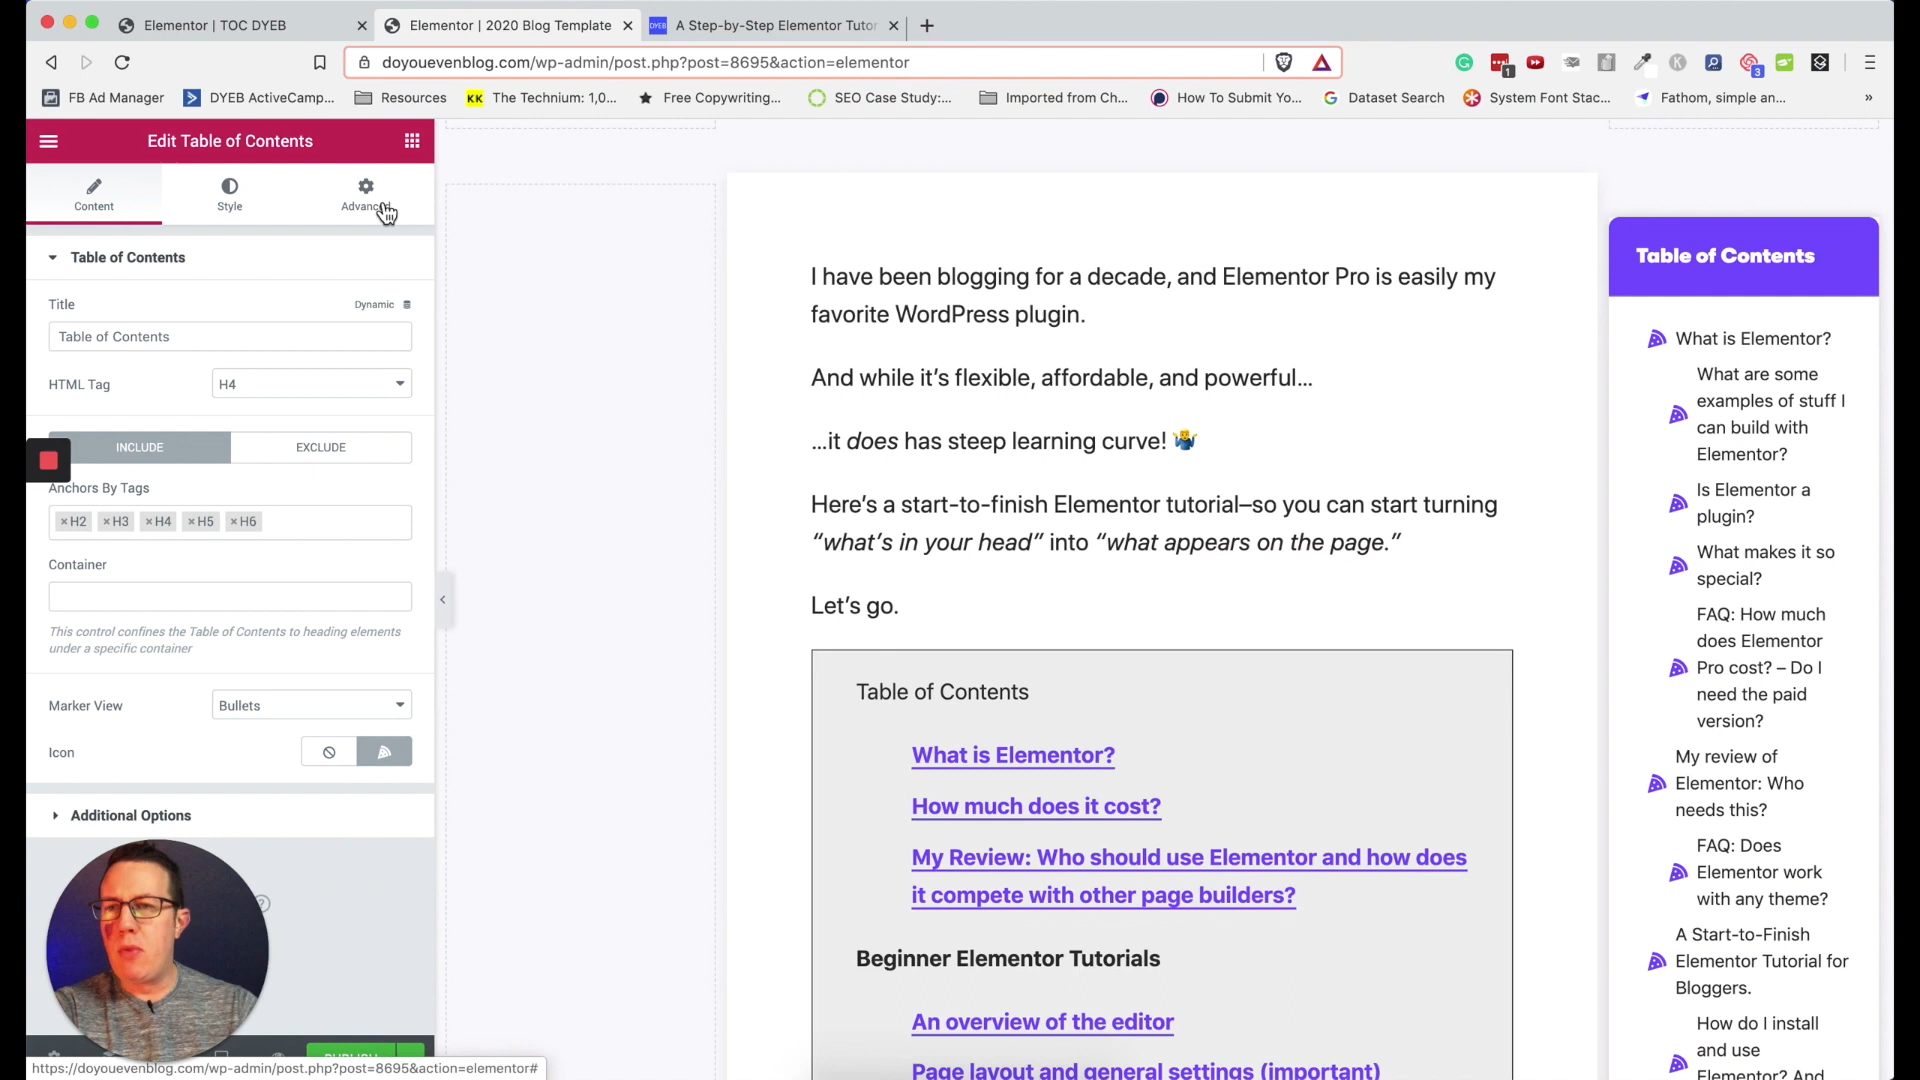 Elementor | TOC DYEB
Elementor | 2020 Blog Template
DYEB
A Step-by-Step Elementor Tutor
doyouevenblog.com/wp-admin/post.php?post=8695&action=elementor
1
K
3
FB Ad Manager
DYEB ActiveCamp...
Resources
KK The Technium: 1,0...
Free Copywriting...
SEO Case Study:...
Imported from Ch...
How To Submit Yo...
G Dataset Search
System Font Stac...
Fathom, simple an...
»
Edit Table of Contents
Content
Style
Advanced
Table of Contents
Title
Dynamic
Table of Contents
HTML Tag
H4
INCLUDE
EXCLUDE
Anchors By Tags
×H2 ×H3 ×H4 ×H5 ×H6
Container
This control confines the Table of Contents to heading elements
under a specific container
Marker View
Bullets
Icon
Additional Options
PUBLISH
https://doyouevenblog.com/wp-admin/post.php?post=8695&action=elementor#
I have been blogging for a decade, and Elementor Pro is easily my
favorite WordPress plugin.
And while it’s flexible, affordable, and powerful…
…it does has steep learning curve! 🤷‍♂️
Here’s a start-to-finish Elementor tutorial–so you can start turning
“what’s in your head” into “what appears on the page.”
Let’s go.
Table of Contents
What is Elementor?
How much does it cost?
My Review: Who should use Elementor and how does
it compete with other page builders?
Beginner Elementor Tutorials
An overview of the editor
Page layout and general settings (important)
Table of Contents
What is Elementor?
What are some
examples of stuff I
can build with
Elementor?
Is Elementor a
plugin?
What makes it so
special?
FAQ: How much
does Elementor
Pro cost? – Do I
need the paid
version?
My review of
Elementor: Who
needs this?
FAQ: Does
Elementor work
with any theme?
A Start-to-Finish
Elementor Tutorial for
Bloggers.
How do I install
and use
Elementor? And